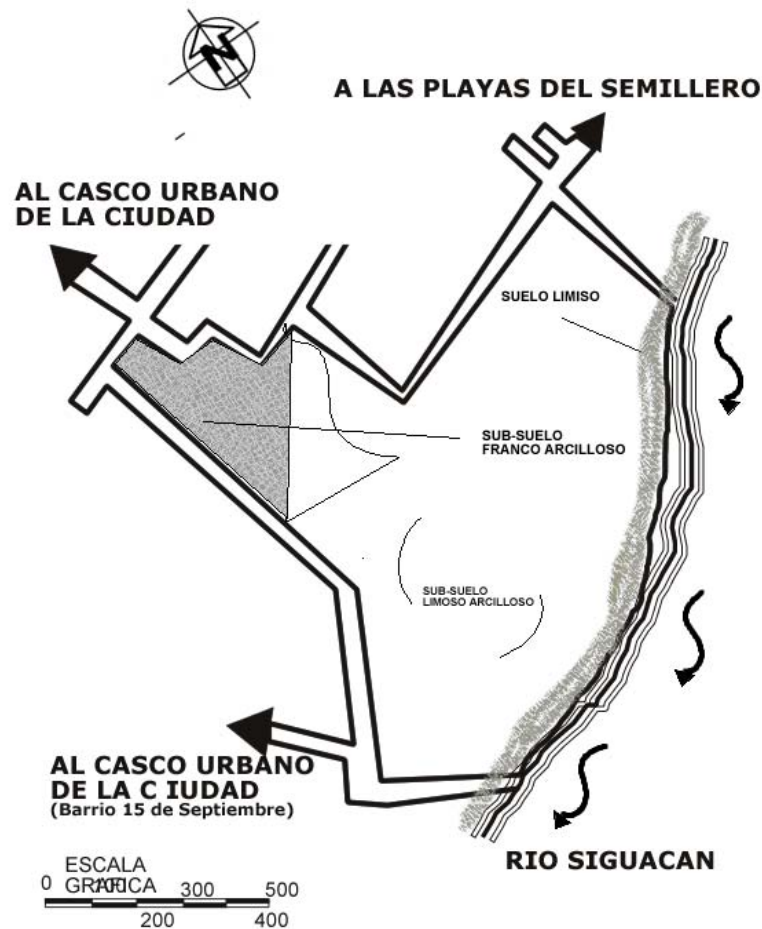 N
A LAS PLAYAS DEL SEMILLERO
AL CASCO URBANO
DE LA CIUDAD
SUELO LIMISO
SUB-SUELO
FRANCO ARCILLOSO
SUB-SUELO
LIMOSO ARCILLOSO
AL CASCO URBANO
DE LA C IUDAD
(Barrio 15 de Septiembre)
RIO SIGUACAN
ESCALA
GRAFICA
0 100 300 500
200 400